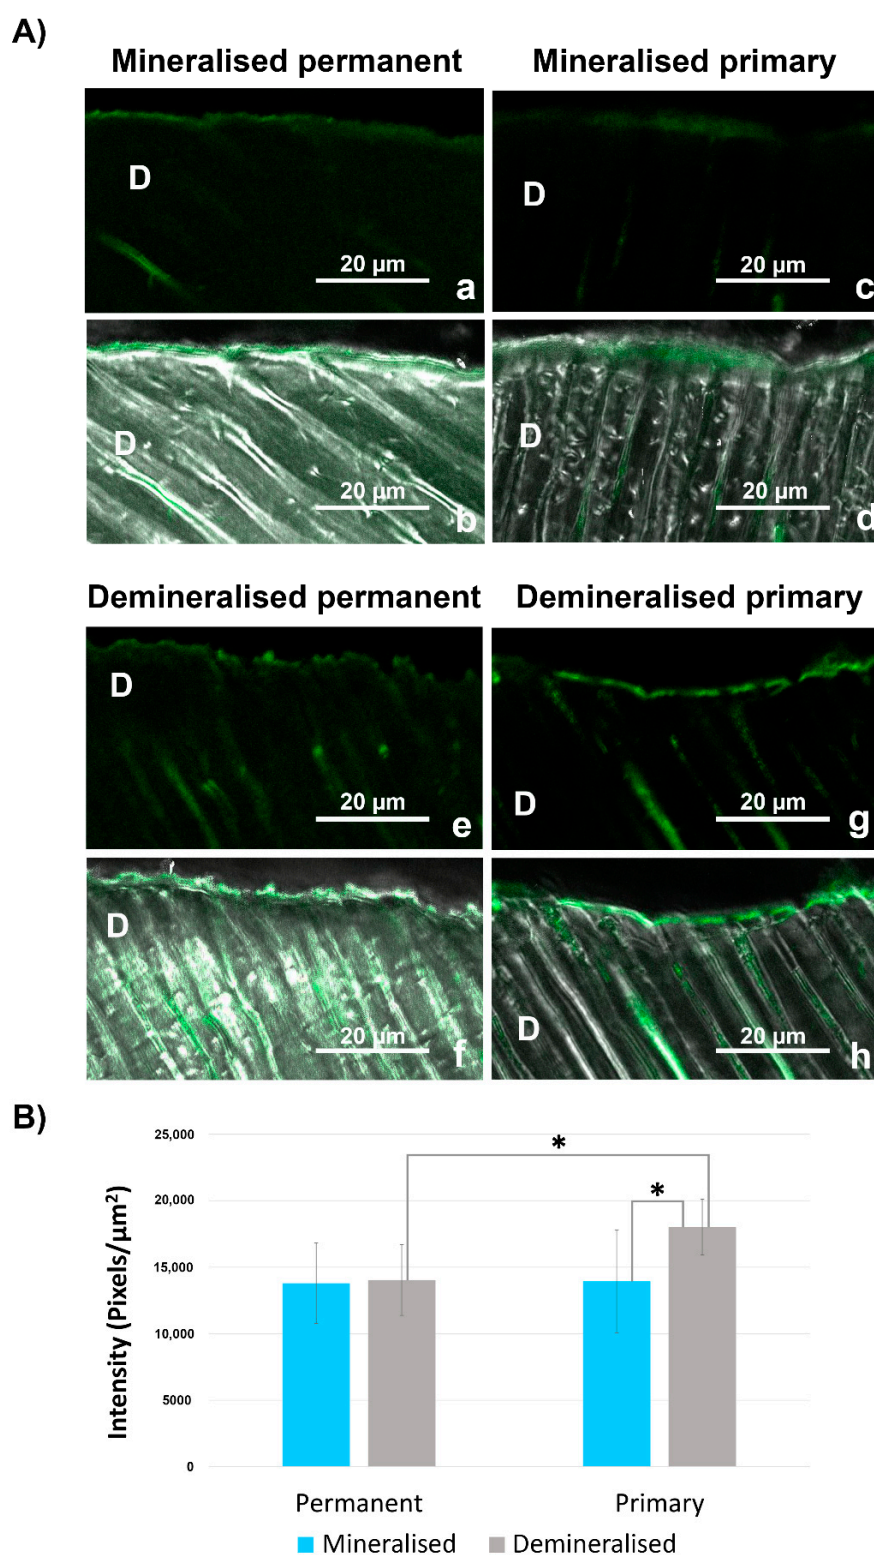 A)
Mineralised permanent Mineralised primary
D
20 µm
a
D
20 µm
c
D
20 µm
b
D
20 µm
d
Demineralised permanent Demineralised primary
D
20 µm
e
D
20 µm
g
D
20 µm
f
D
20 µm
h
B)
Intensity (Pixels/µm²)
25,000
20,000
15,000
10,000
5000
0
*
*
Permanent Primary
Mineralised Demineralised